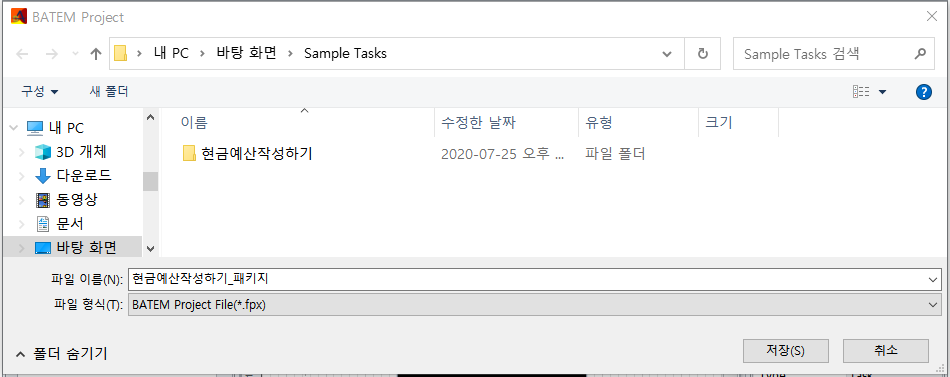 BATEM Project
내 PC > 바탕 화면 > Sample Tasks
Sample Tasks 검색
구성
새 폴더
이름 수정한 날짜 유형 크기
현금예산작성하기 2020-07-25 오후 ... 파일 폴더
내 PC
3D 개체
다운로드
동영상
문서
바탕 화면
파일 이름(N): 현금예산작성하기_패키지
파일 형식(T): BATEM Project File(*.fpx)
폴더 숨기기
저장(S)
취소